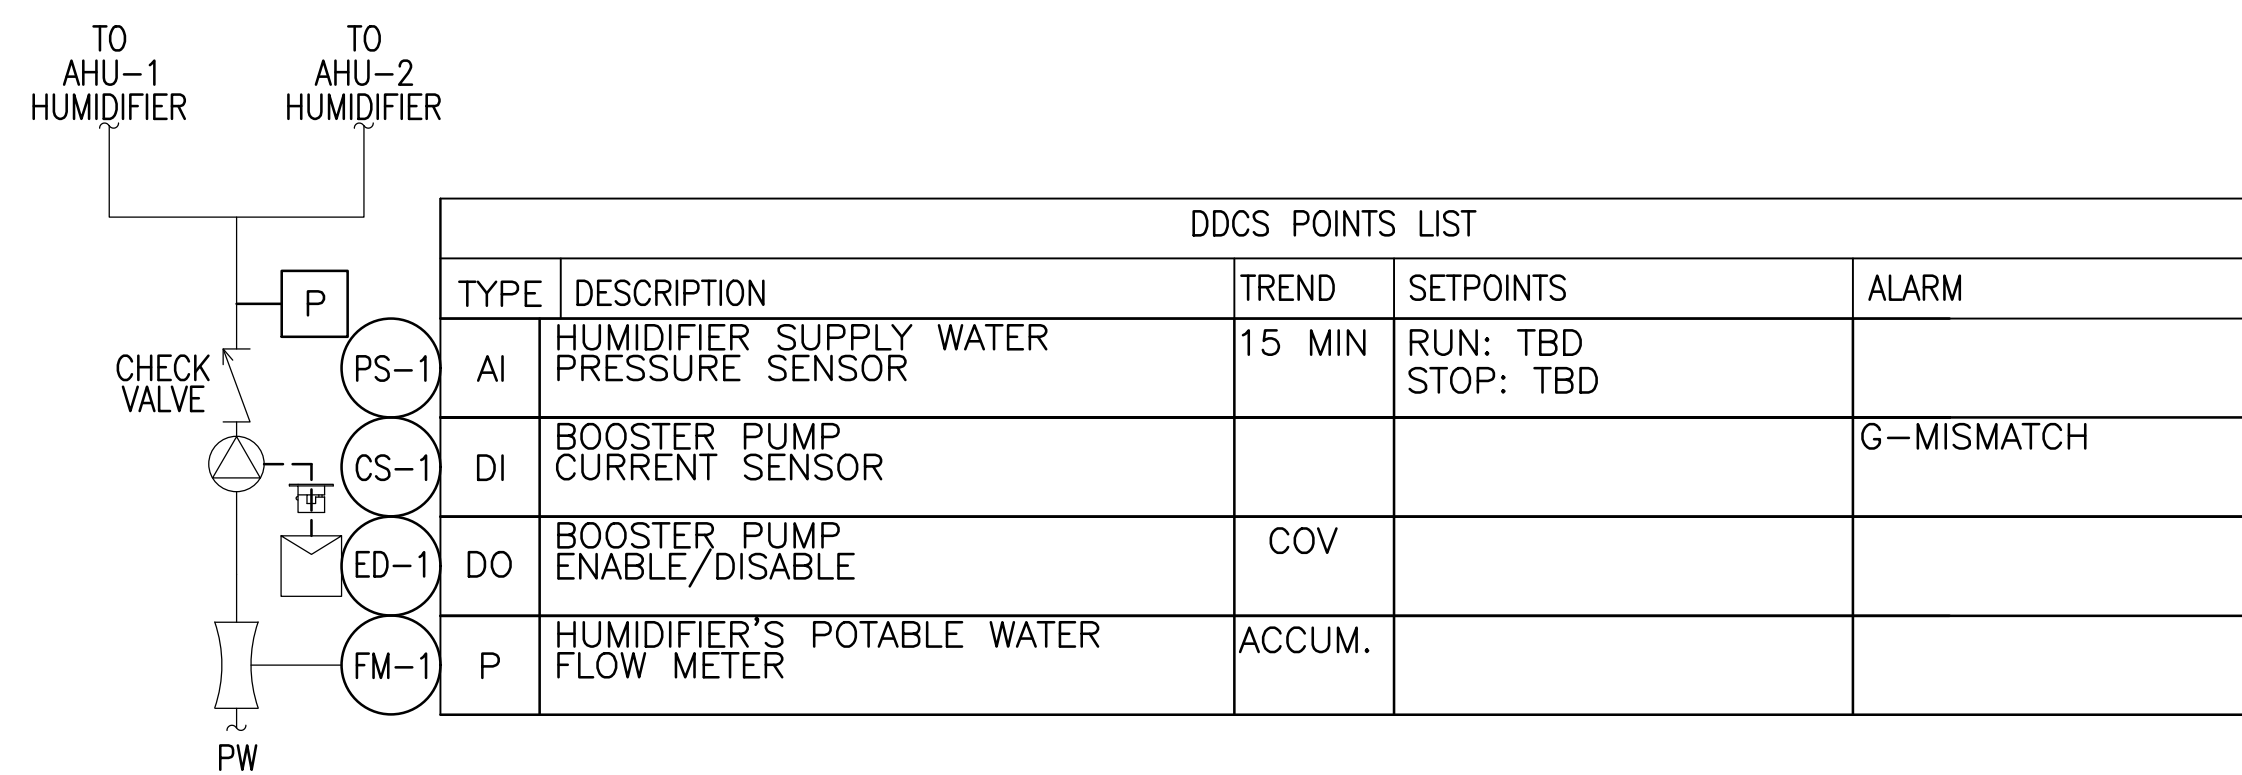 TO
AHU-1
HUMIDIFIER
TO
AHU-2
HUMIDIFIER
P
CHECK
VALVE
PW
DDCS POINTS LIST
TYPE DESCRIPTION TREND SETPOINTS ALARM
PS-1 AI HUMIDIFIER SUPPLY WATER 15 MIN RUN: TBD
PRESSURE SENSOR STOP: TBD
CS-1 DI BOOSTER PUMP G-MISMATCH
CURRENT SENSOR
ED-1 DO BOOSTER PUMP COV
ENABLE/DISABLE
FM-1 P HUMIDIFIER'S POTABLE WATER ACCUM.
FLOW METER